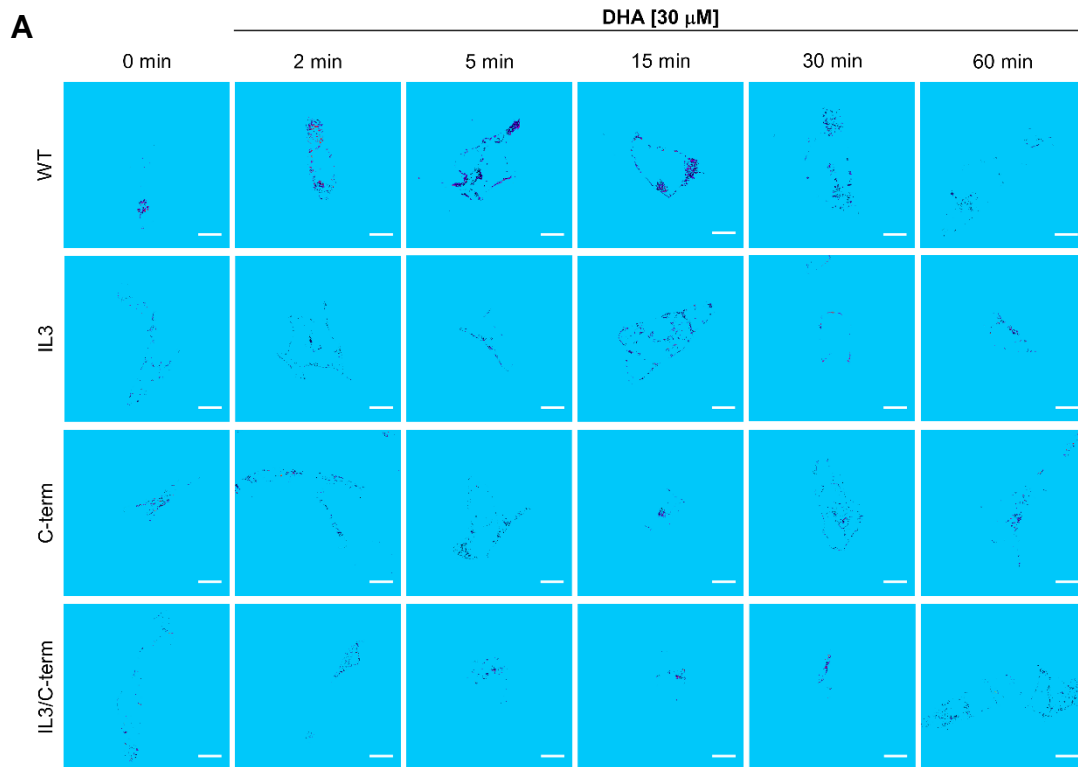 A
DHA [30 μM]
0 min 2 min 5 min 15 min 30 min 60 min
WT
IL3
C-term
IL3/C-term